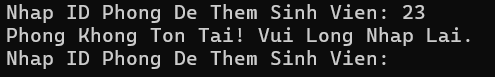 Nhap ID Phong De Them Sinh Vien: 23
Phong Khong Ton Tai! Vui Long Nhap Lai.
Nhap ID Phong De Them Sinh Vien: